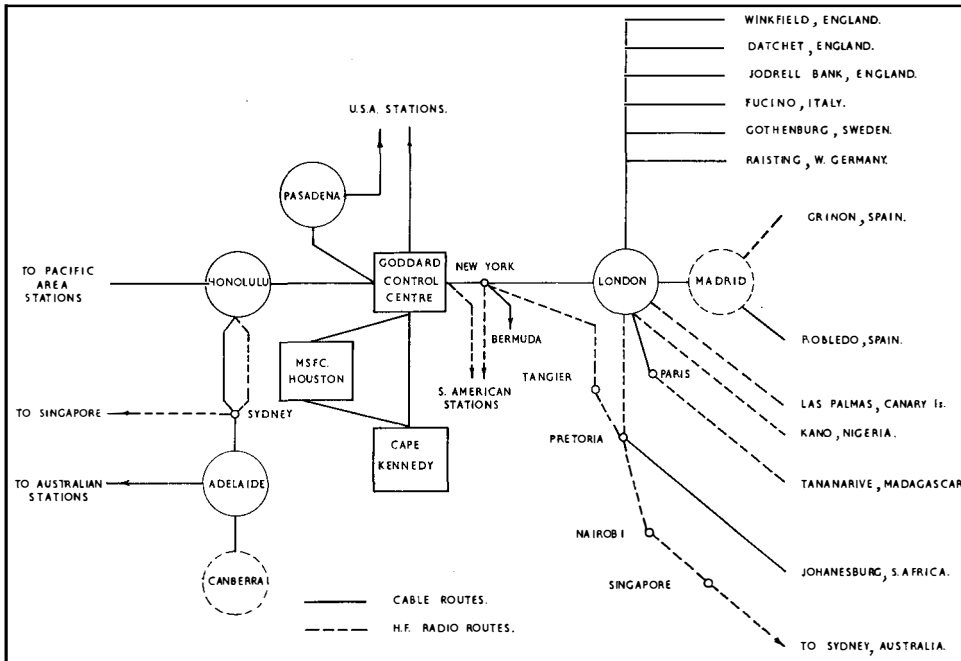 WINKFIELD, ENGLAND.
DATCHET, ENGLAND.
JODRELL BANK, ENGLAND.
FUCINO, ITALY.
GOTHENBURG, SWEDEN.
RAISTING, W. GERMANY.
U.S.A. STATIONS.
PASADENA
GRINON, SPAIN.
TO PACIFIC
AREA
STATIONS
HONOLULU
GODDARD
CONTROL
CENTRE
NEW YORK
LONDON
MADRID
BERMUDA
ROBLEDO, SPAIN.
MSFC.
HOUSTON
S. AMERICAN
STATIONS
TANGIER
PARIS
LAS PALMAS, CANARY Is.
TO SINGAPORE
SYDNEY
KANO, NIGERIA.
PRETORIA
CAPE
KENNEDY
TO AUSTRALIAN
STATIONS
ADELAIDE
TANANARIVE, MADAGASCAR
NAIROBI
CANBERRA
SINGAPORE
JOHANESBURG, S. AFRICA.
CABLE ROUTES.
H.F. RADIO ROUTES.
TO SYDNEY, AUSTRALIA.